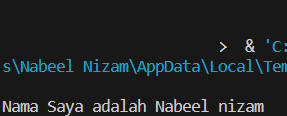 > & 'C:
s\Nabeel Nizam\AppData\Local\Tem
Nama Saya adalah Nabeel nizam